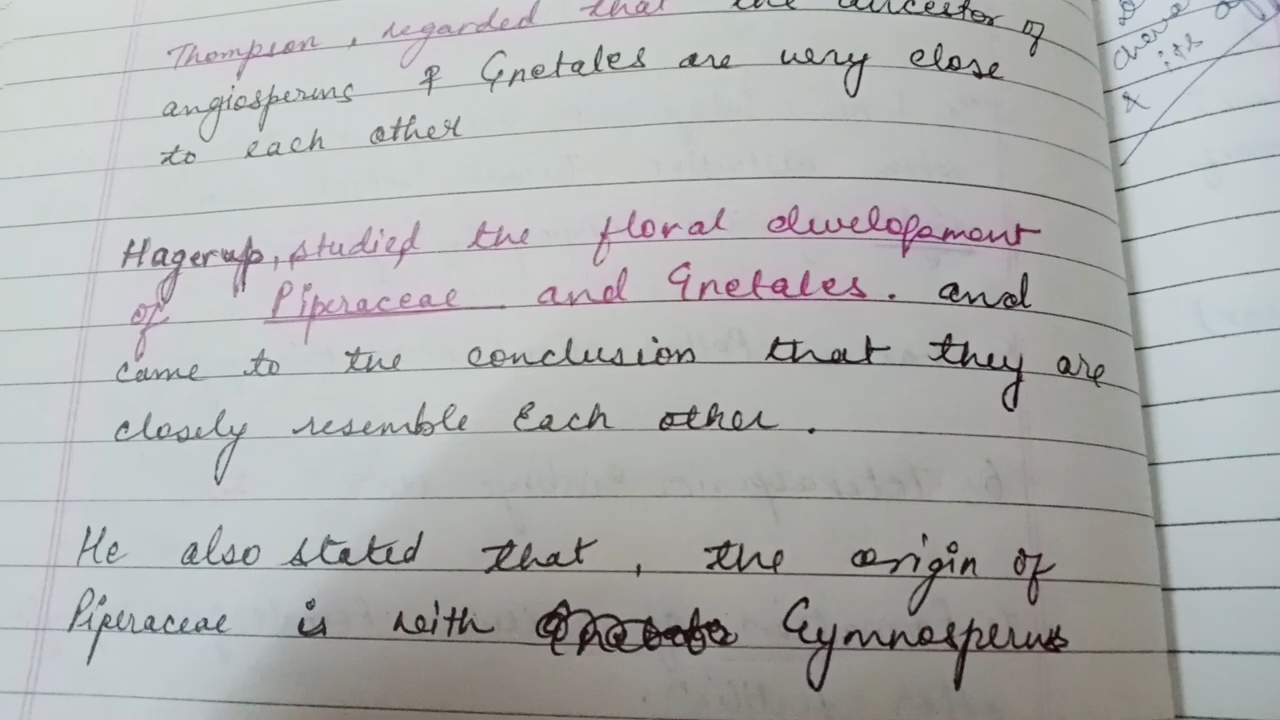 Thompson, regarded that the ancestor of
angiosperms & Gnetales are very close
to each other
Hagerup, studied the floral development
of Piperaceae and Gnetales. and
came to the conclusion that they are
closely resemble Each other.
He also stated that, the origin of
Piperaceae is with Gymnosperms